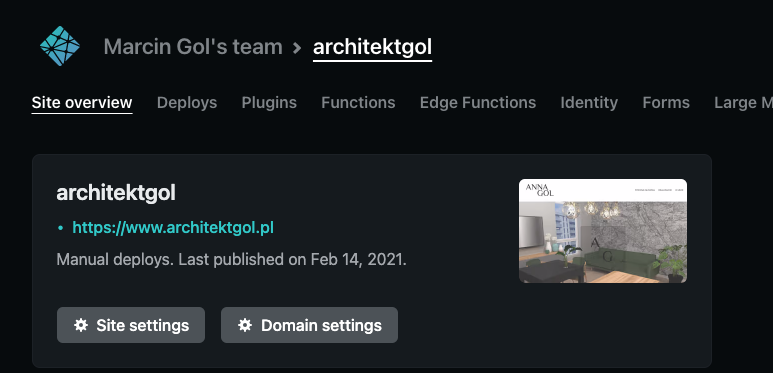 Marcin Gol's team > architektgol
Site overview Deploys Plugins Functions Edge Functions Identity Forms Large M
architektgol
• https://www.architektgol.pl
Manual deploys. Last published on Feb 14, 2021.
ANNA
GOL
A
G
Site settings Domain settings